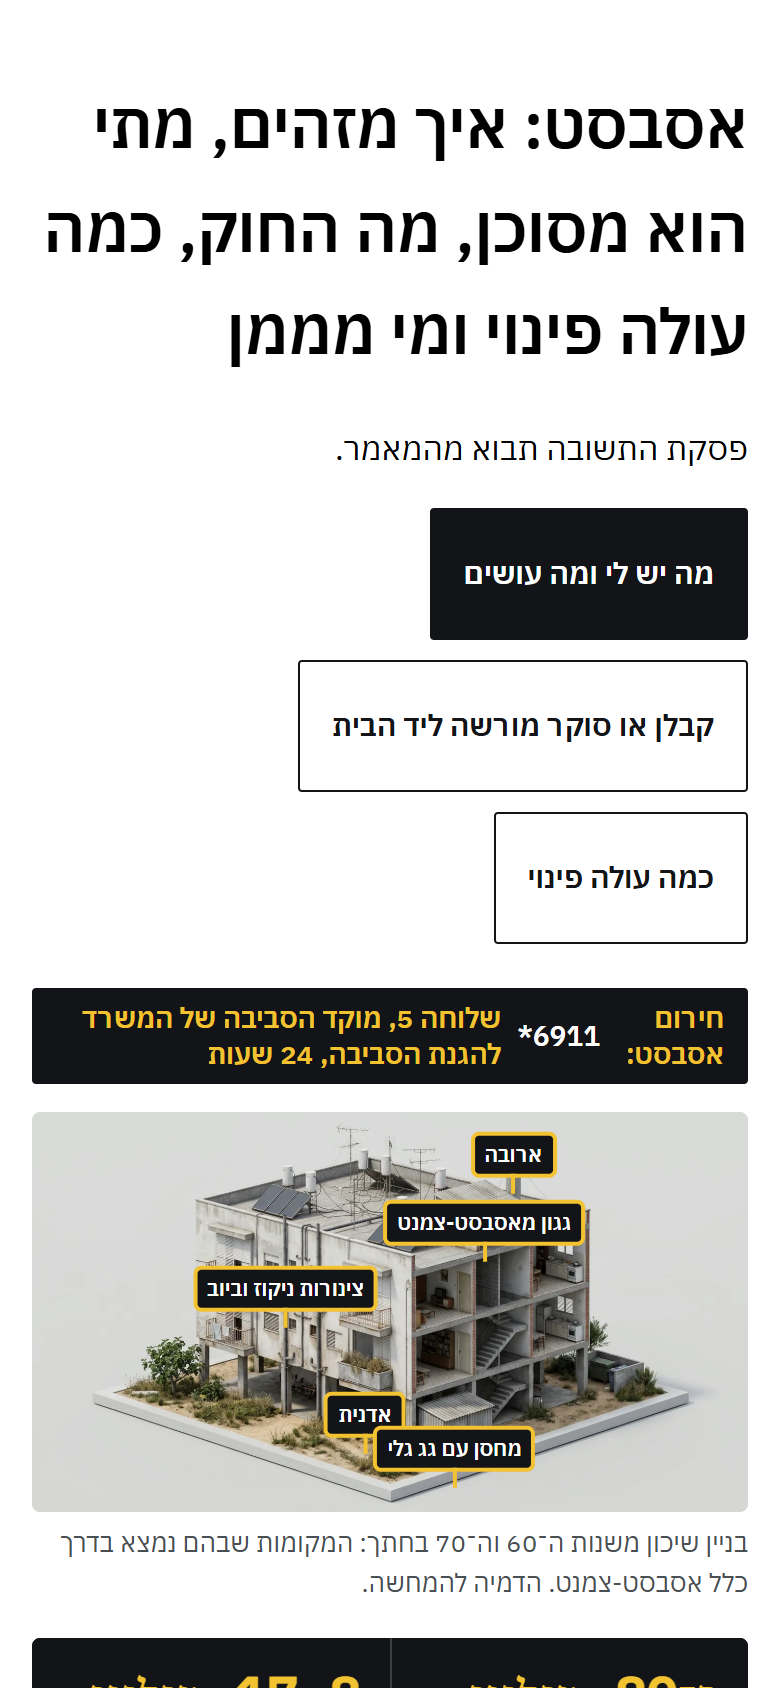 אסבסט: איך מזהים, מתי
הוא מסוכן, מה החוק, כמה
עולה פינוי ומי מממן
פסקת התשובה תבוא מהמאמר.
מה יש לי ומה עושים
קבלן או סוקר מורשה ליד הבית
כמה עולה פינוי
חירום
אסבסט:
*6911
שלוחה 5, מוקד הסביבה של המשרד
להגנת הסביבה, 24 שעות
ארובה
גגון מאסבסט-צמנט
צינורות ניקוז וביוב
אדנית
מחסן עם גג גלי
בניין שיכון משנות ה־60 וה־70 בחתך: המקומות שבהם נמצא בדרך
כלל אסבסט-צמנט. הדמיה להמחשה.